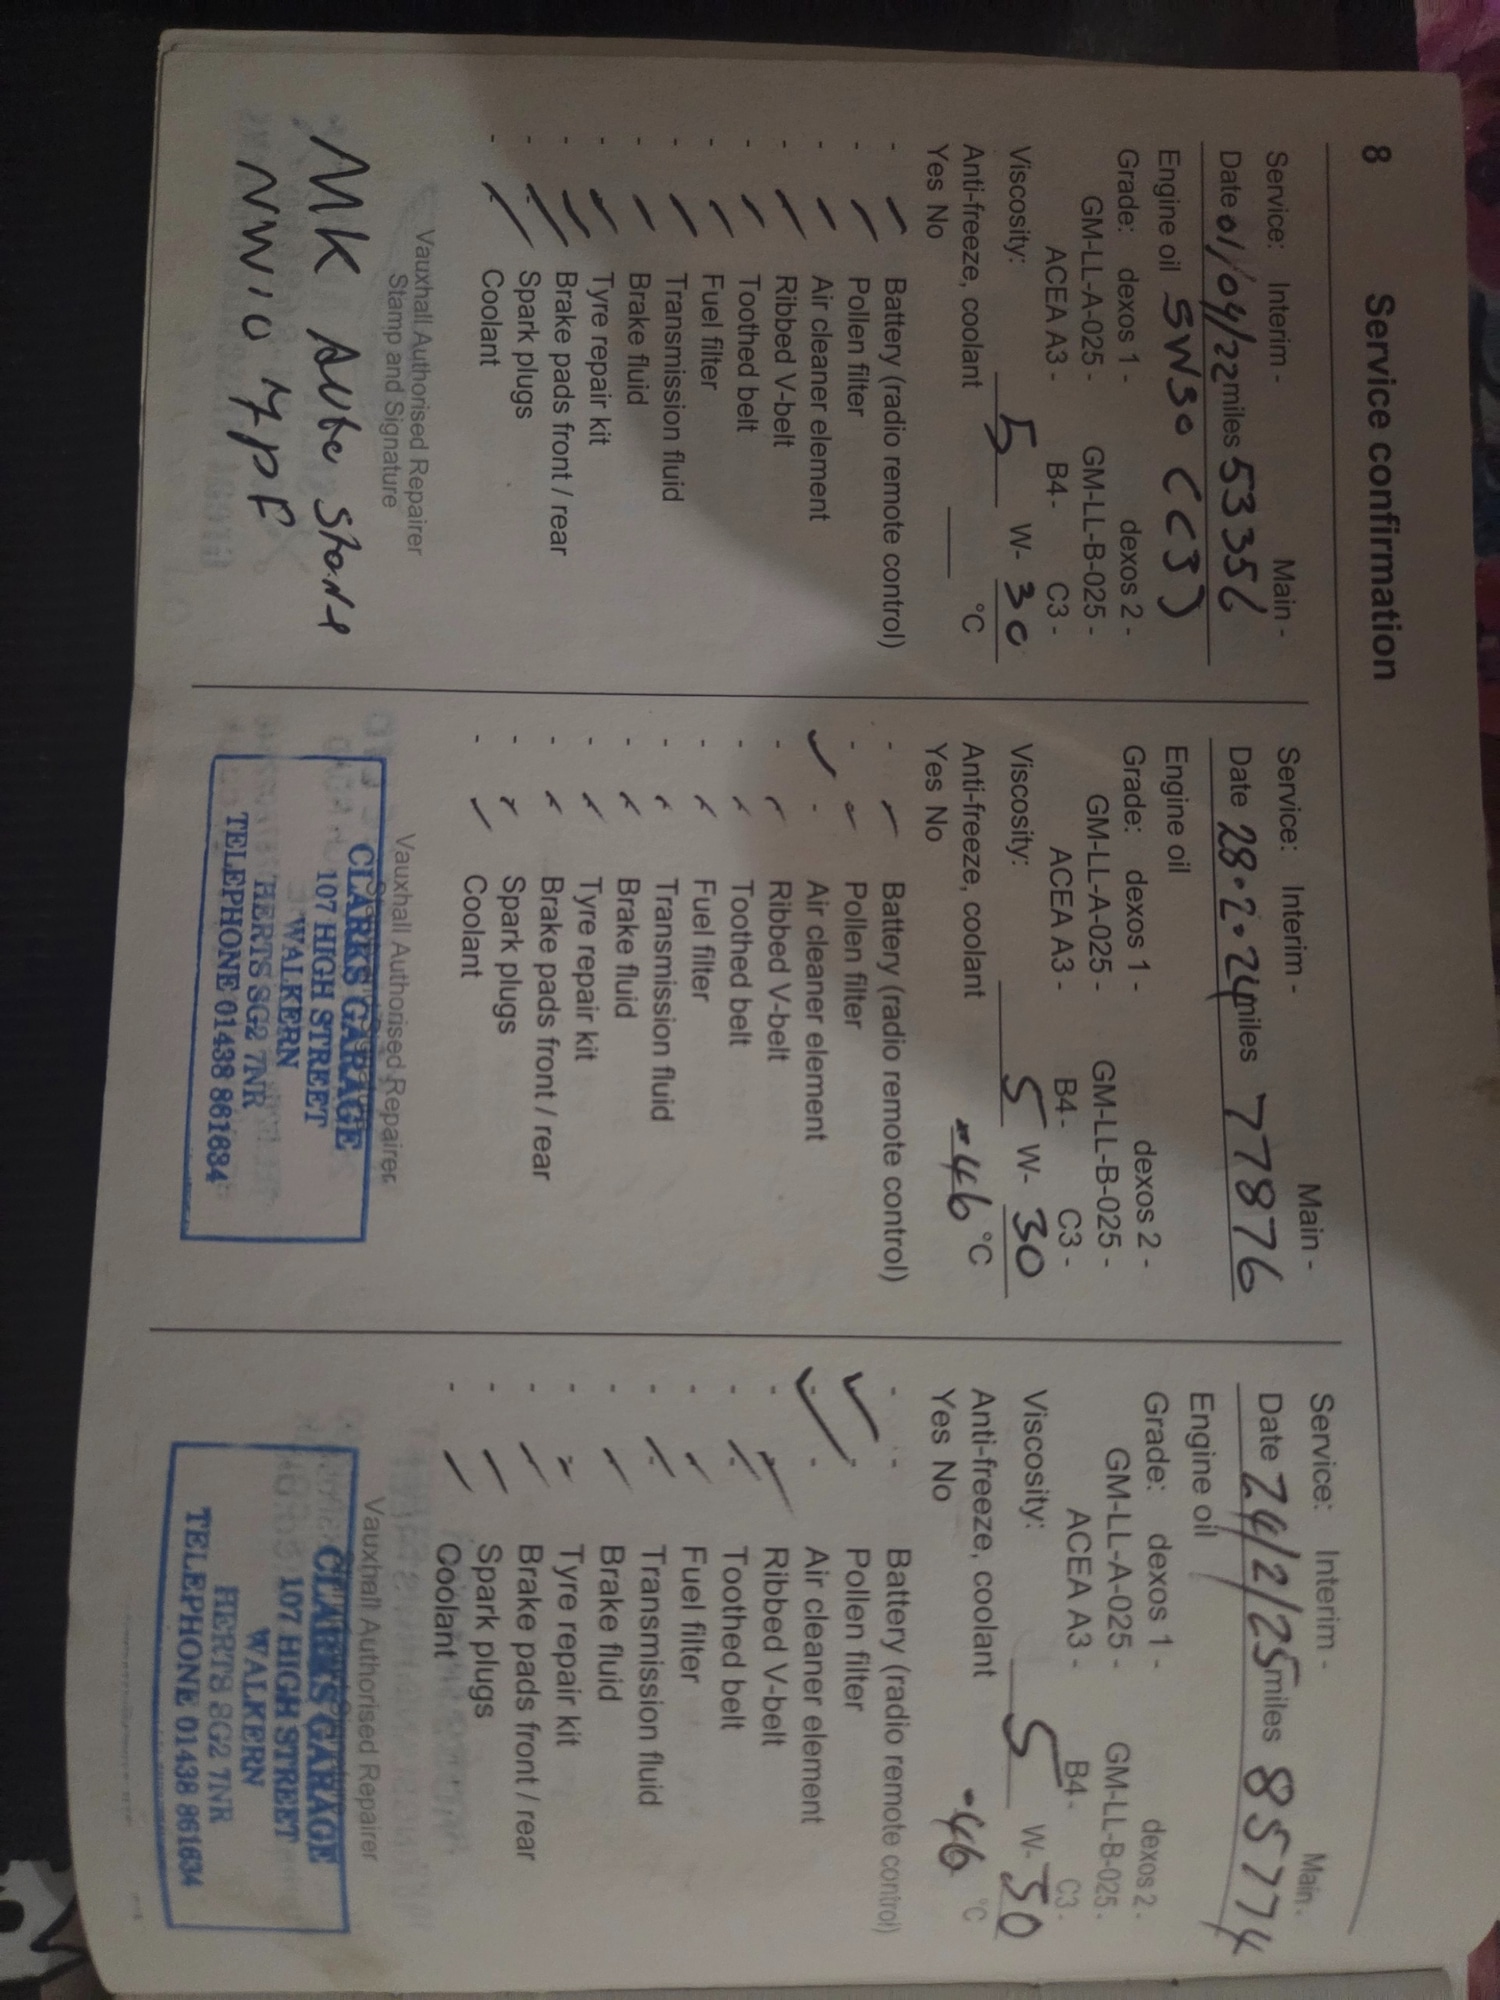 8 Service confirmation
Service: Interim - Main -
Date 01/04/22 miles 53356
Engine oil 5W30 (C3)
Grade: dexos 1 - dexos 2 -
GM-LL-A-025 - GM-LL-B-025 -
ACEA A3 - B4 - C3 -
Viscosity: 5 W- 30
Anti-freeze, coolant °C
Yes No
- Battery (radio remote control)
- Pollen filter
- Air cleaner element
- Ribbed V-belt
- Toothed belt
- Fuel filter
- Transmission fluid
- Brake fluid
- Tyre repair kit
- Brake pads front / rear
- Spark plugs
- Coolant
Vauxhall Authorised Repairer
Stamp and Signature
MK Auto Store
NW10 7PF
Service: Interim - Main -
Date 28.2.24 miles 77876
Engine oil
Grade: dexos 1 - dexos 2 -
GM-LL-A-025 - GM-LL-B-025 -
ACEA A3 - B4 - C3 -
Viscosity: 5 W- 30
Anti-freeze, coolant -46 °C
Yes No
- - Battery (radio remote control)
- - Pollen filter
- Air cleaner element
- Ribbed V-belt
- Toothed belt
- Fuel filter
- Transmission fluid
- Brake fluid
- Tyre repair kit
- Brake pads front / rear
- Spark plugs
- Coolant
Vauxhall Authorised Repairer
CLARKS GARAGE
107 HIGH STREET
WALKERN
HERTS SG2 7NR
TELEPHONE 01438 861634
Service: Interim - Main -
Date 24/2/25 miles 85774
Engine oil
Grade: dexos 1 - dexos 2 -
GM-LL-A-025 - GM-LL-B-025 -
ACEA A3 - B4 - C3 -
Viscosity: 5 W- 30
Anti-freeze, coolant -46 °C
Yes No
- - Battery (radio remote control)
- Pollen filter
- Air cleaner element
- Ribbed V-belt
- Toothed belt
- Fuel filter
- Transmission fluid
- Brake fluid
- Tyre repair kit
- Brake pads front / rear
- Spark plugs
- Coolant
Vauxhall Authorised Repairer
CLARKS GARAGE
107 HIGH STREET
WALKERN
HERTS SG2 7NR
TELEPHONE 01438 861634